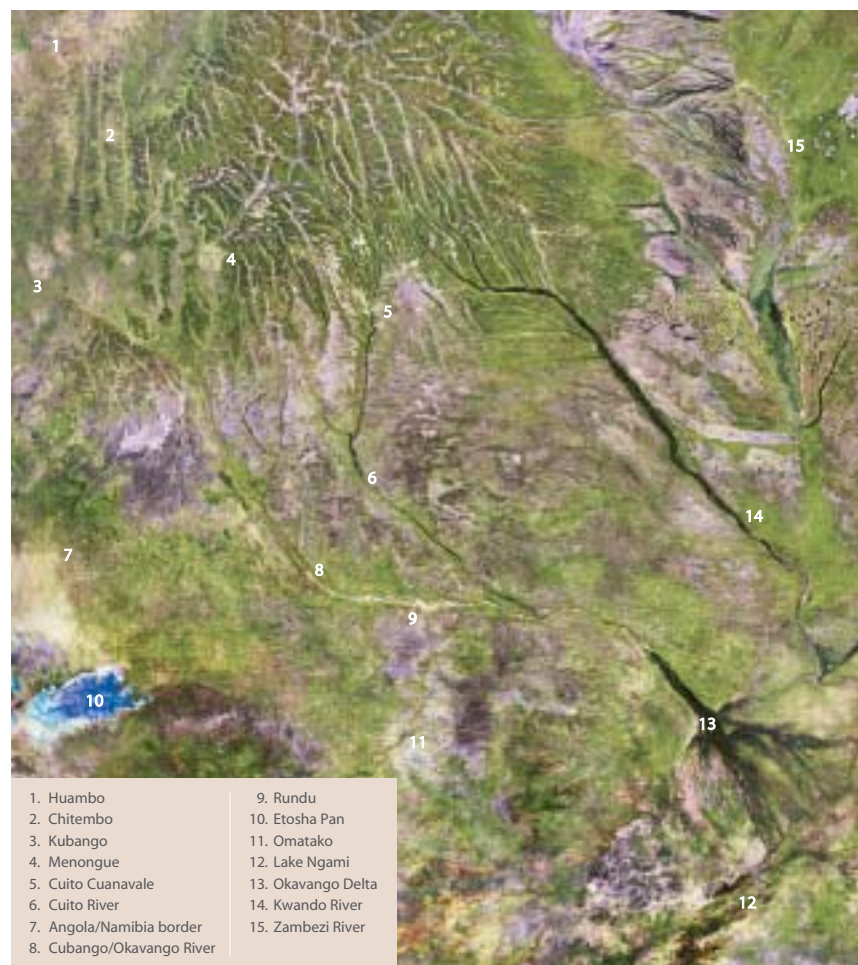 1
2
15
4
3
5
6
14
7
8
9
10
13
11
12
1. Huambo
2. Chitembo
3. Kubango
4. Menongue
5. Cuito Cuanavale
6. Cuito River
7. Angola/Namibia border
8. Cubango/Okavango River
9. Rundu
10. Etosha Pan
11. Omatako
12. Lake Ngami
13. Okavango Delta
14. Kwando River
15. Zambezi River